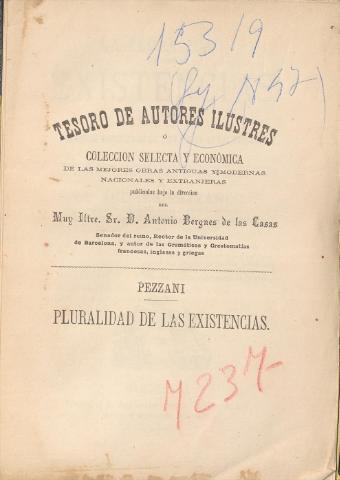 15319
TESORO DE AUTORES ILUSTRES
Ó
COLECCION SELECTA Y ECONÓMICA
DE LAS MEJORES OBRAS ANTIGUAS Y MODERNAS
NACIONALES Y EXTRANJERAS
publicadas bajo la direccion
DEL
Muy Iltre. Sr. D. Antonio Bergnes de las Casas
Senador del reino, Rector de la Universidad
de Barcelona, y autor de las Gramáticas y Crestomatías
francesas, inglesas y griegas
PEZZANI
PLURALIDAD DE LAS EXISTENCIAS.